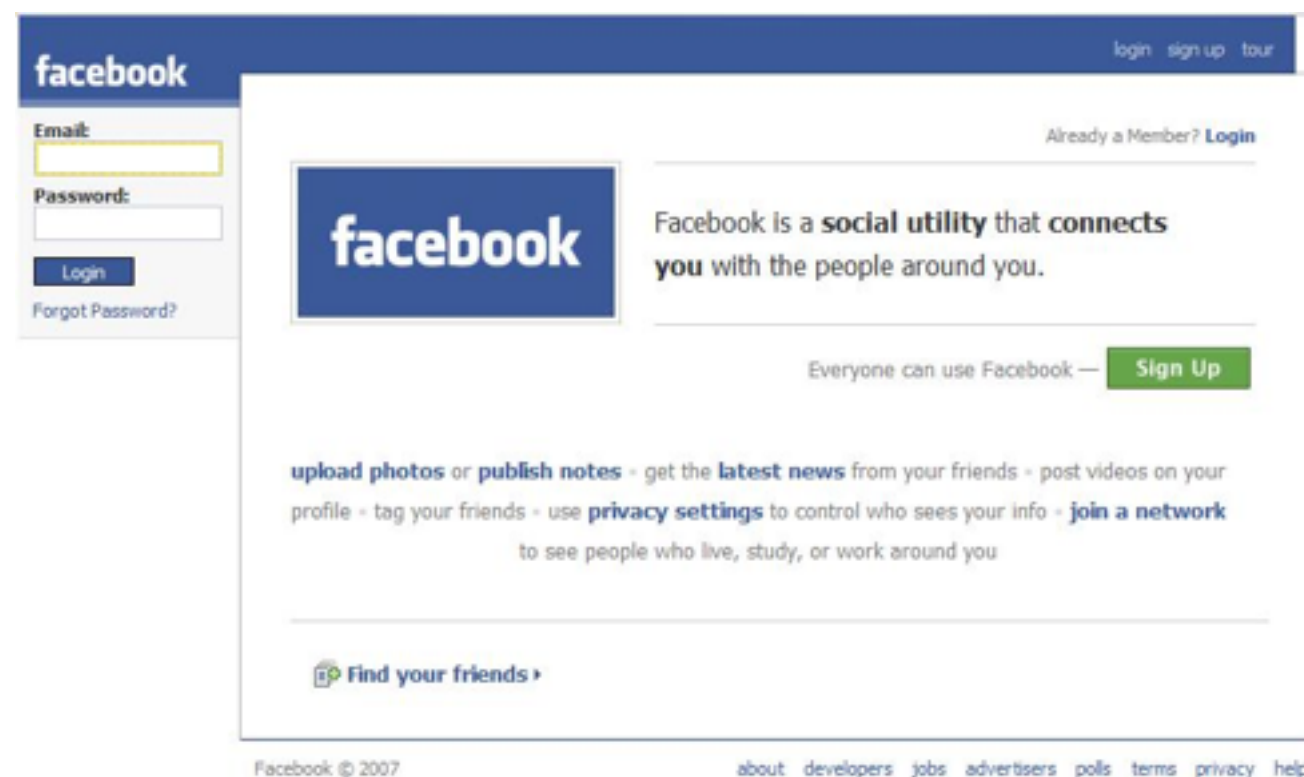 facebook
login sign up tour
Email:
Password:
Login
Forgot Password?
Already a Member? Login
facebook
Facebook is a social utility that connects
you with the people around you.
Everyone can use Facebook — Sign Up
upload photos or publish notes - get the latest news from your friends - post videos on your
profile - tag your friends - use privacy settings to control who sees your info - join a network
to see people who live, study, or work around you
Find your friends
Facebook © 2007
about developers jobs advertisers polls terms privacy help